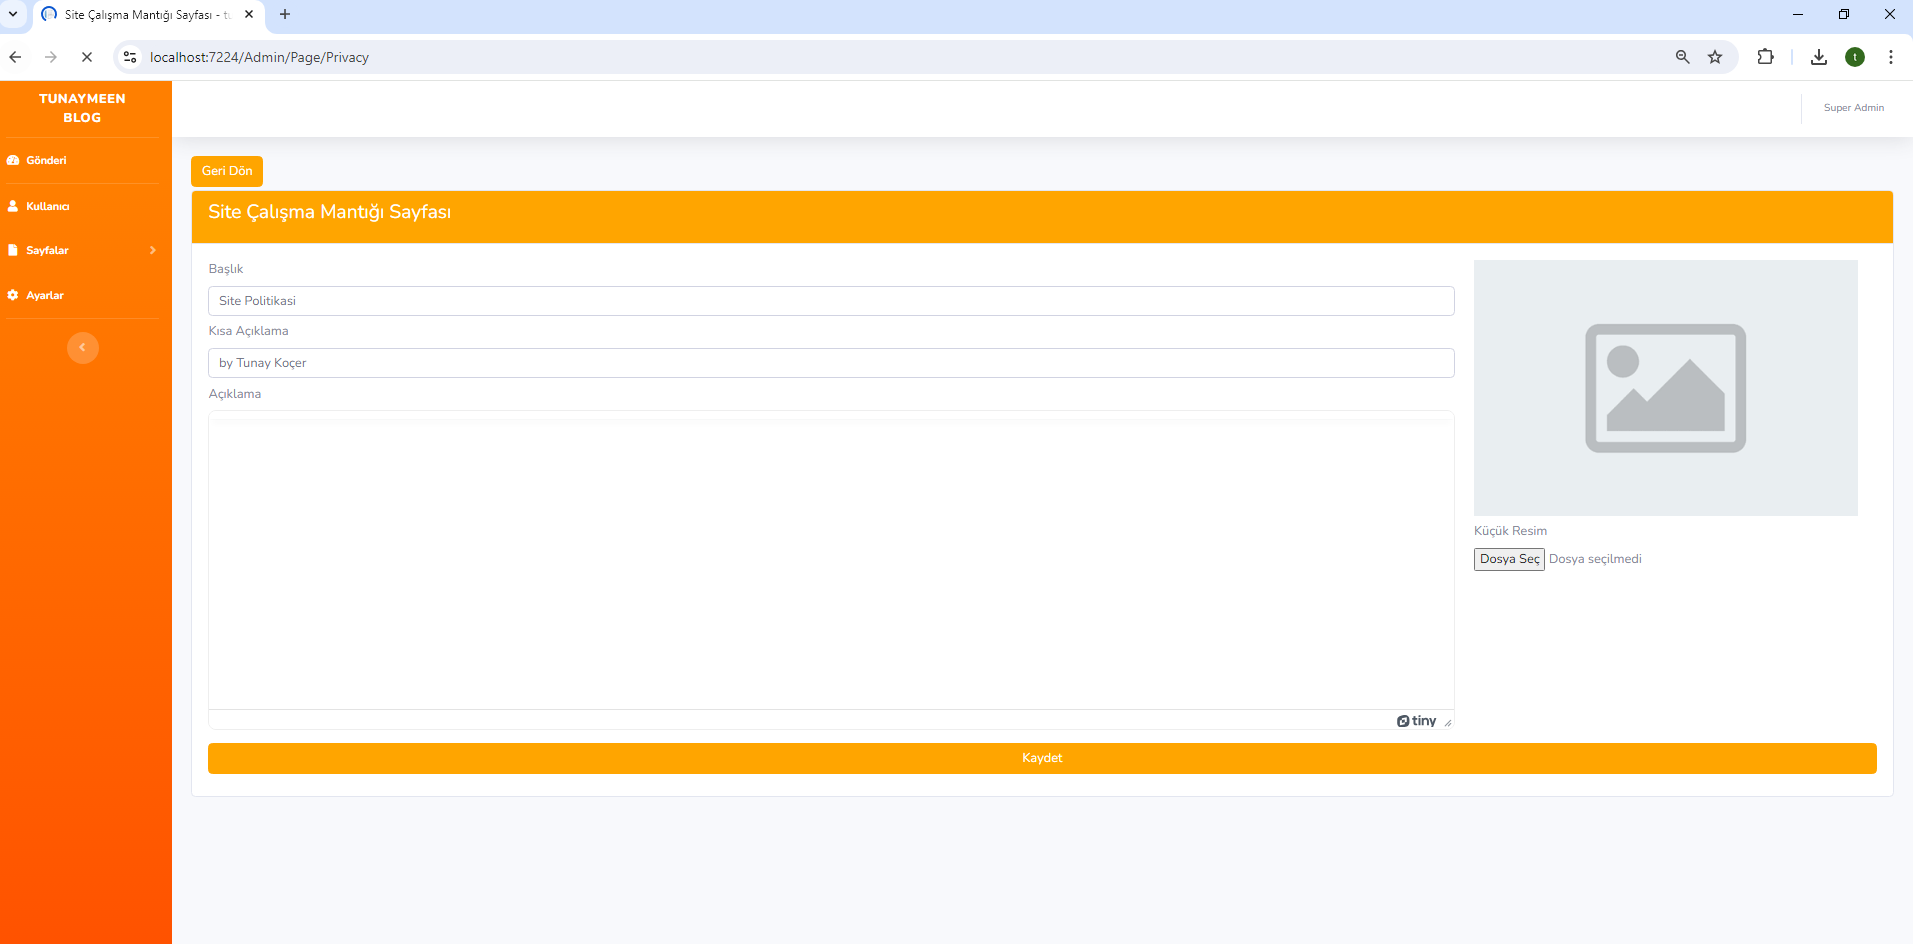 Site Çalışma Mantığı Sayfası - tu
localhost:7224/Admin/Page/Privacy
t
TUNAYMEEN
BLOG
Super Admin
Gönderi
Kullanıcı
Sayfalar
Ayarlar
Geri Dön
Site Çalışma Mantığı Sayfası
Başlık
Site Politikasi
Kısa Açıklama
by Tunay Koçer
Açıklama
tiny
Küçük Resim
Dosya Seç Dosya seçilmedi
Kaydet